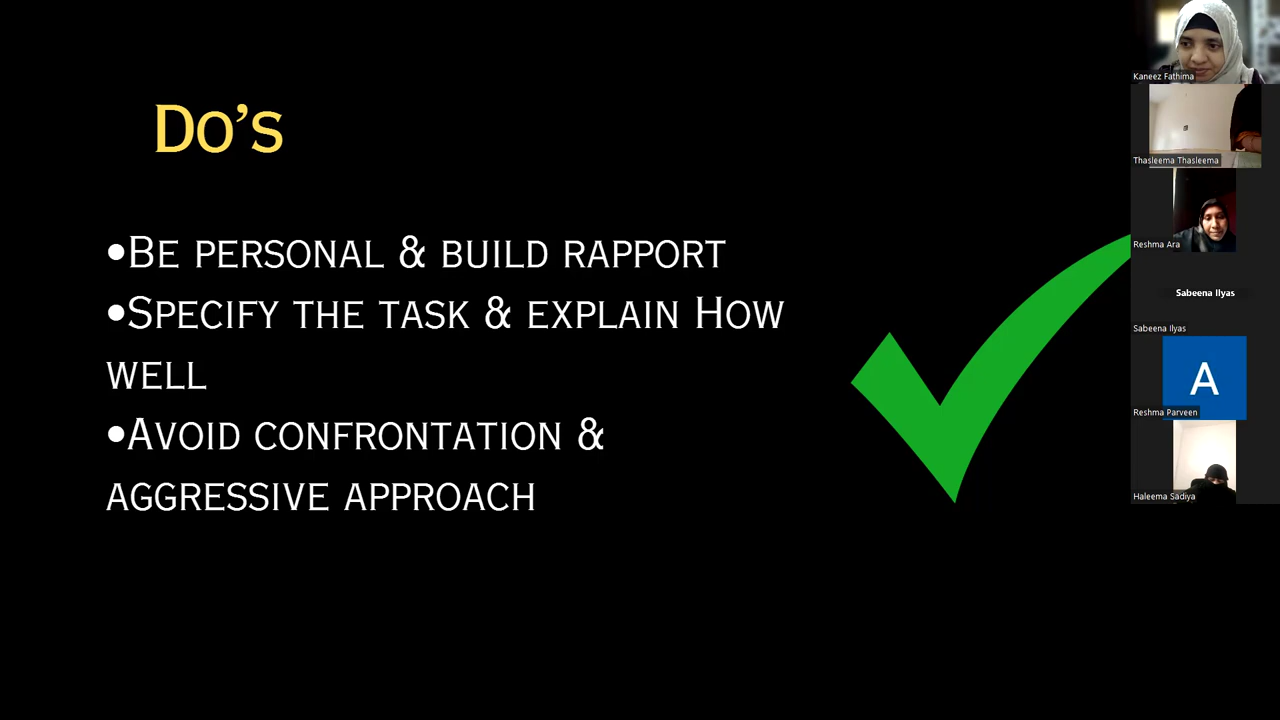 Do's
•Be personal & build rapport
•Specify the task & explain How
well
•Avoid confrontation &
aggressive approach
Kaneez Fathima
Thasleema Thasleema
Reshma Ara
Sabeena Ilyas
Sabeena Ilyas
A
Reshma Parveen
Haleema Sadiya